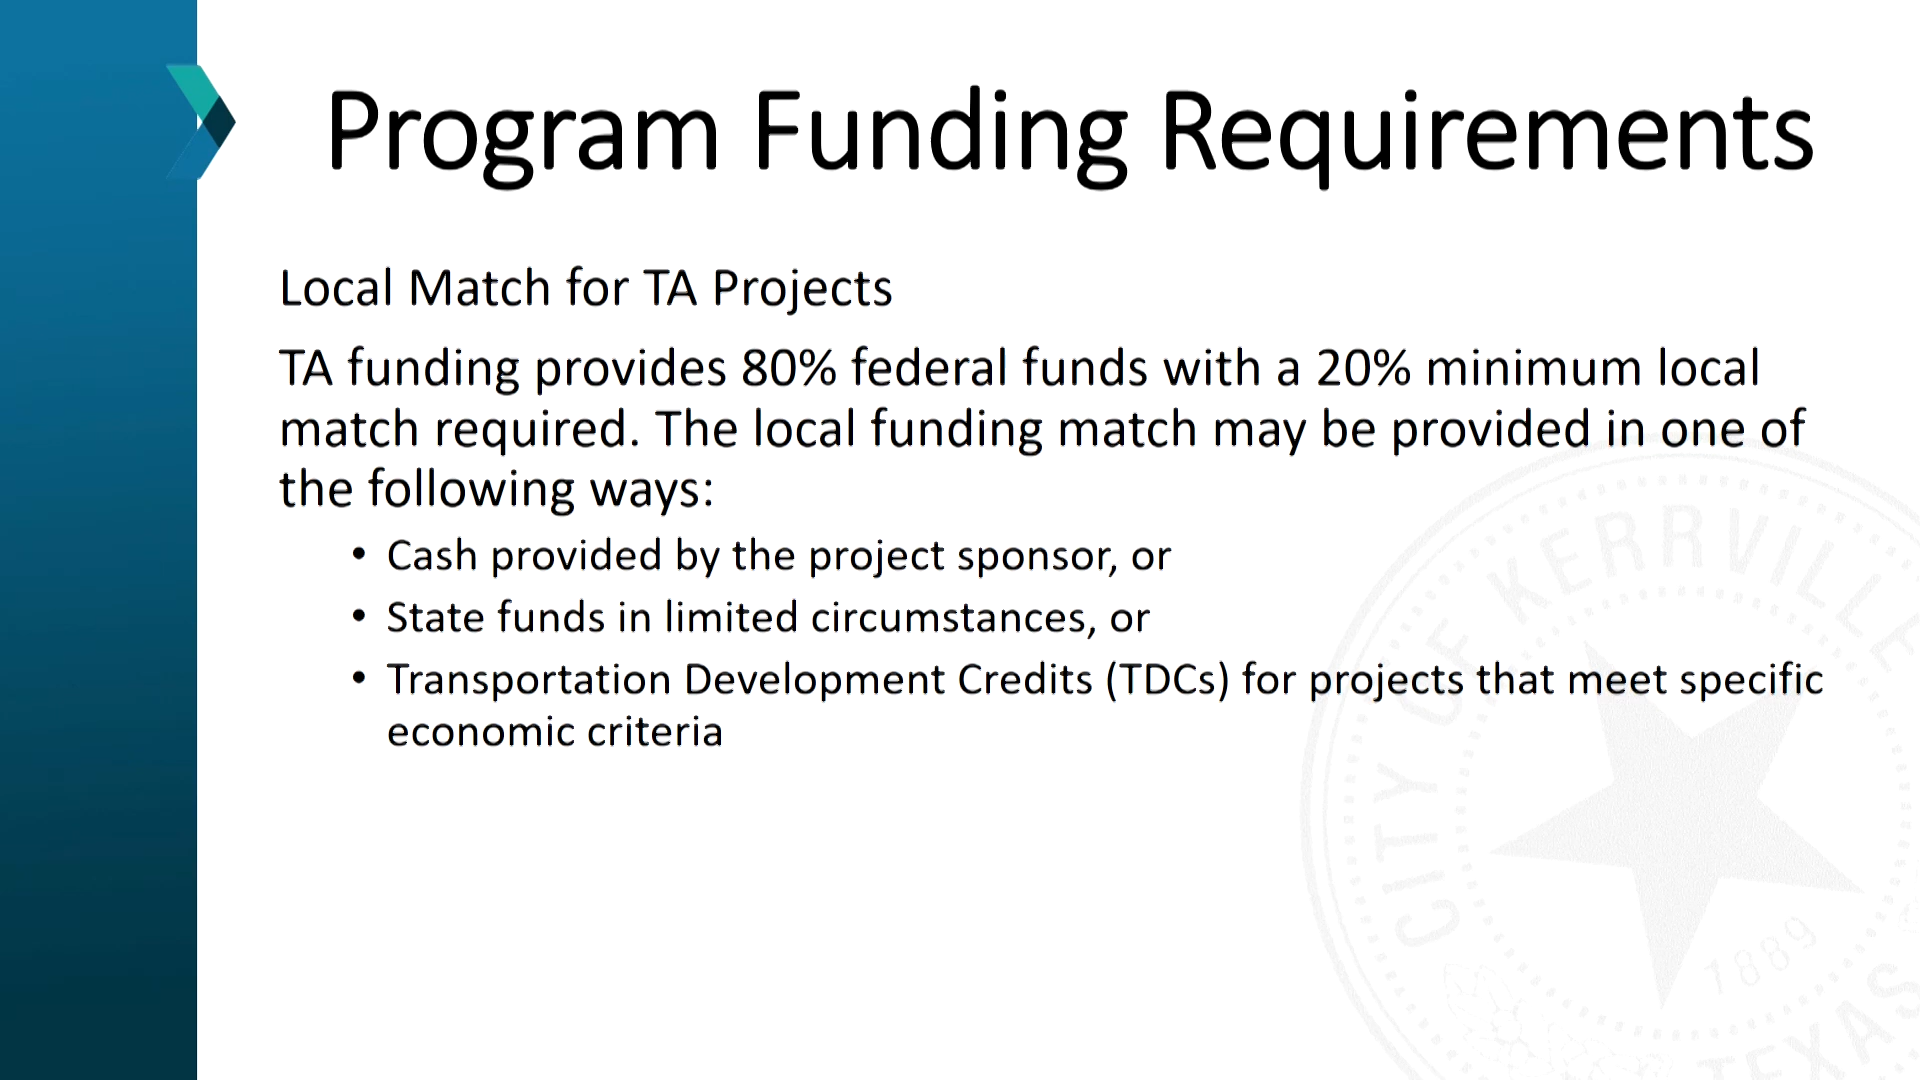 Program Funding Requirements
Local Match for TA Projects
TA funding provides 80% federal funds with a 20% minimum local
match required. The local funding match may be provided in one of
the following ways:
• Cash provided by the project sponsor, or
• State funds in limited circumstances, or
• Transportation Development Credits (TDCs) for projects that meet specific
economic criteria
CITY OF KERRVILLE
1889
TEXAS